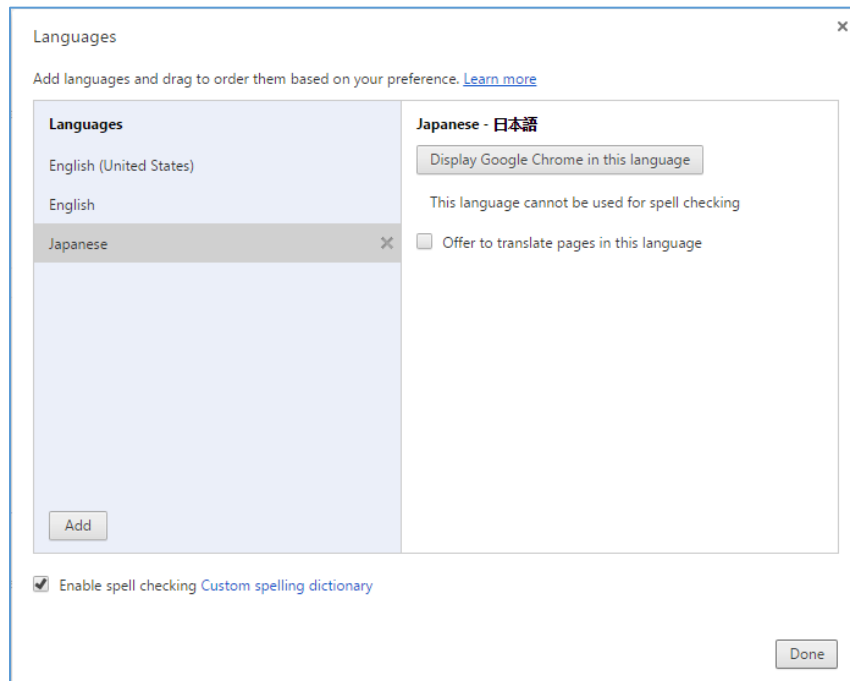 Languages
Add languages and drag to order them based on your preference. Learn more
Languages
English (United States)
English
Japanese
Add
Japanese - 日本語
Display Google Chrome in this language
This language cannot be used for spell checking
Offer to translate pages in this language
Enable spell checking Custom spelling dictionary
Done